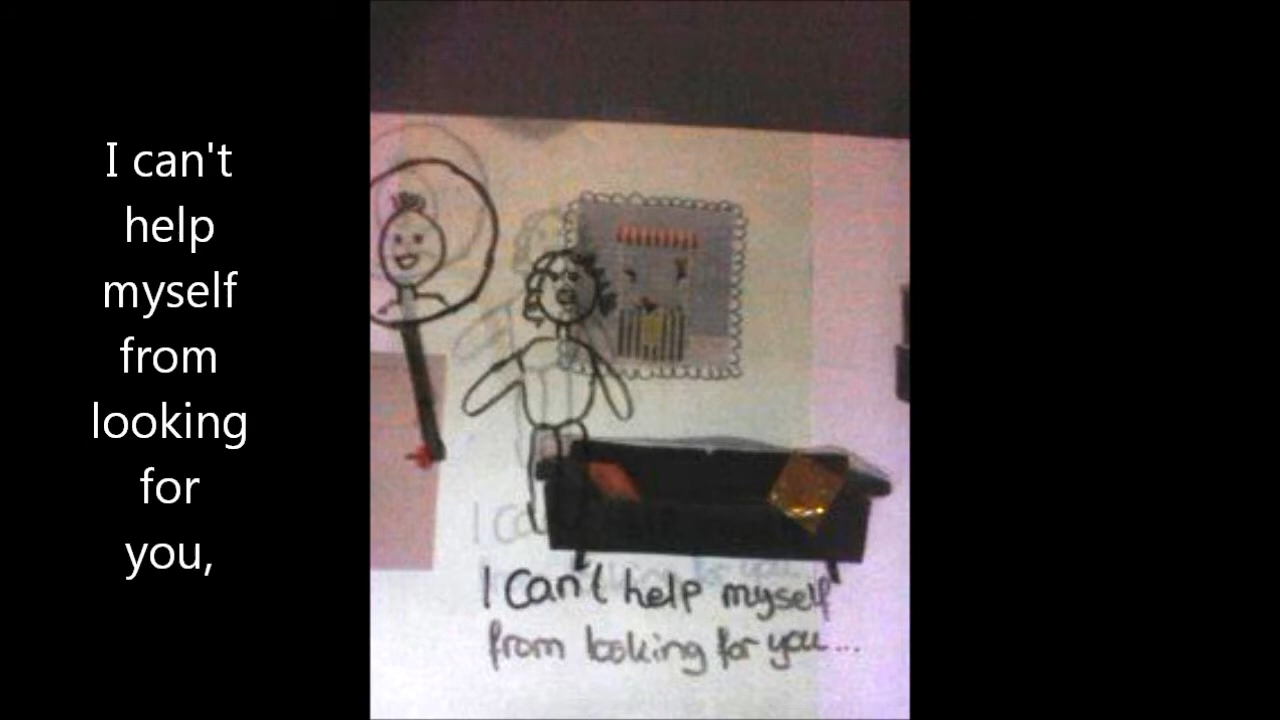 I can't
help
myself
from
looking
for
you,
I can't help myself
from looking for you...